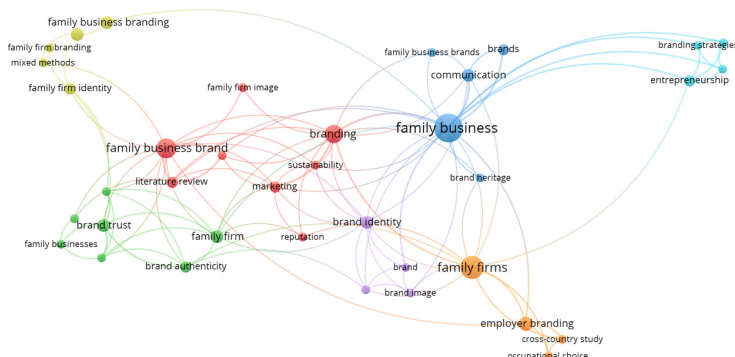 family business branding
family firm branding
mixed methods
family firm identity
family business brands
brands
communication
branding strategies
entrepreneurship
family firm image
family business
branding
family business brand
sustainability
literature review
marketing
brand heritage
brand trust
family businesses
family firm
reputation
brand identity
brand authenticity
brand
brand image
family firms
employer branding
cross-country study
occupational choice